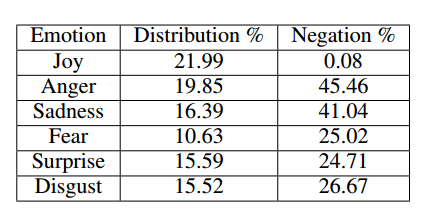 Emotion Distribution % Negation %
Joy 21.99 0.08
Anger 19.85 45.46
Sadness 16.39 41.04
Fear 10.63 25.02
Surprise 15.59 24.71
Disgust 15.52 26.67